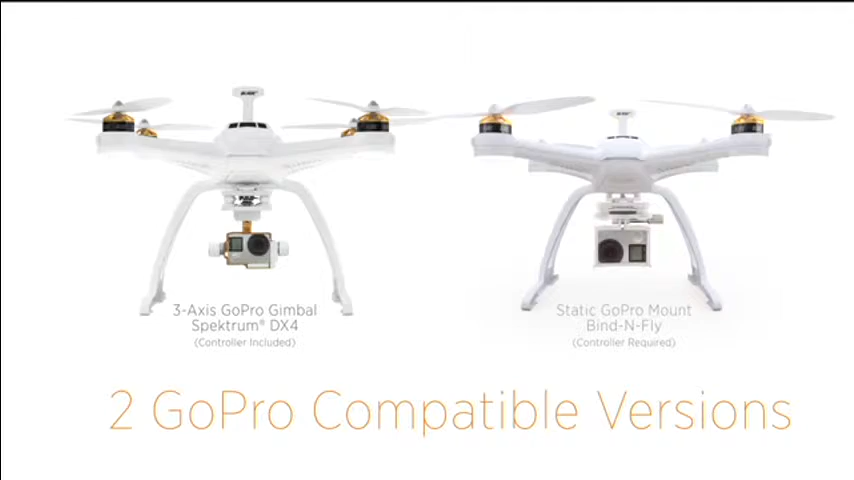 3-Axis GoPro Gimbal
Spektrum® DX4
(Controller Included)
Static GoPro Mount
Bind-N-Fly
(Controller Required)
2 GoPro Compatible Versions